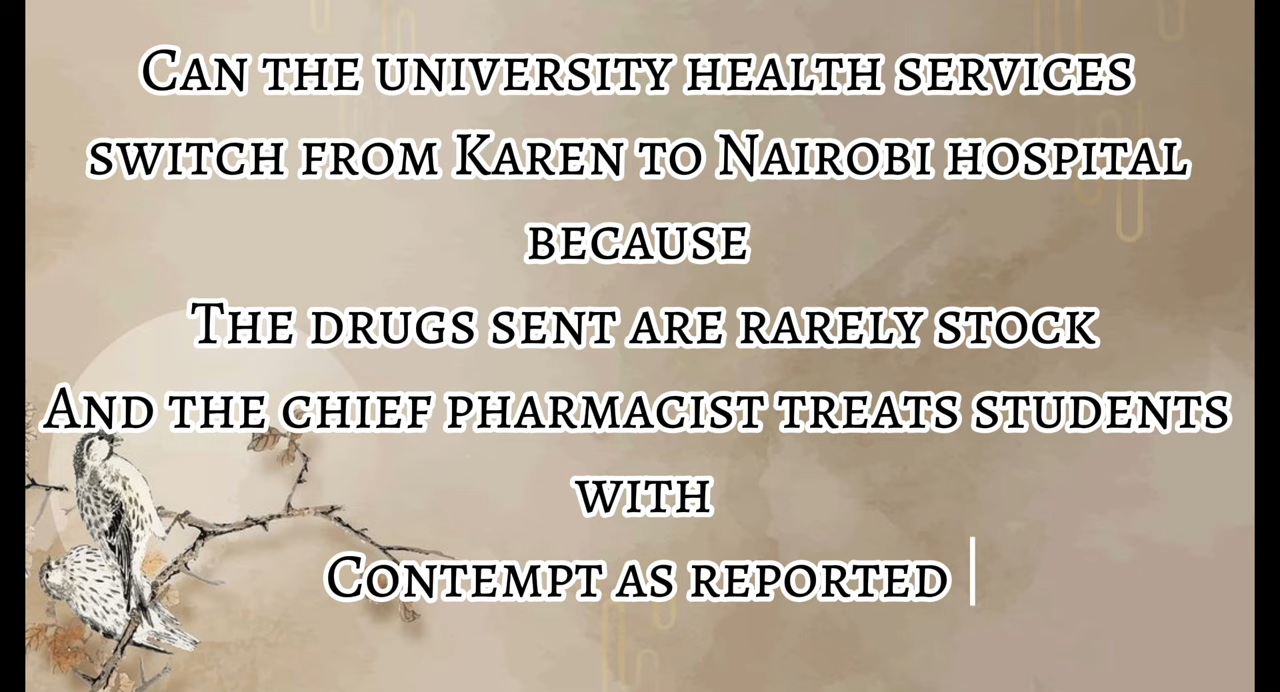 Can the university health services
switch from Karen to Nairobi hospital
because
The drugs sent are rarely stock
And the chief pharmacist treats students
with
Contempt as reported